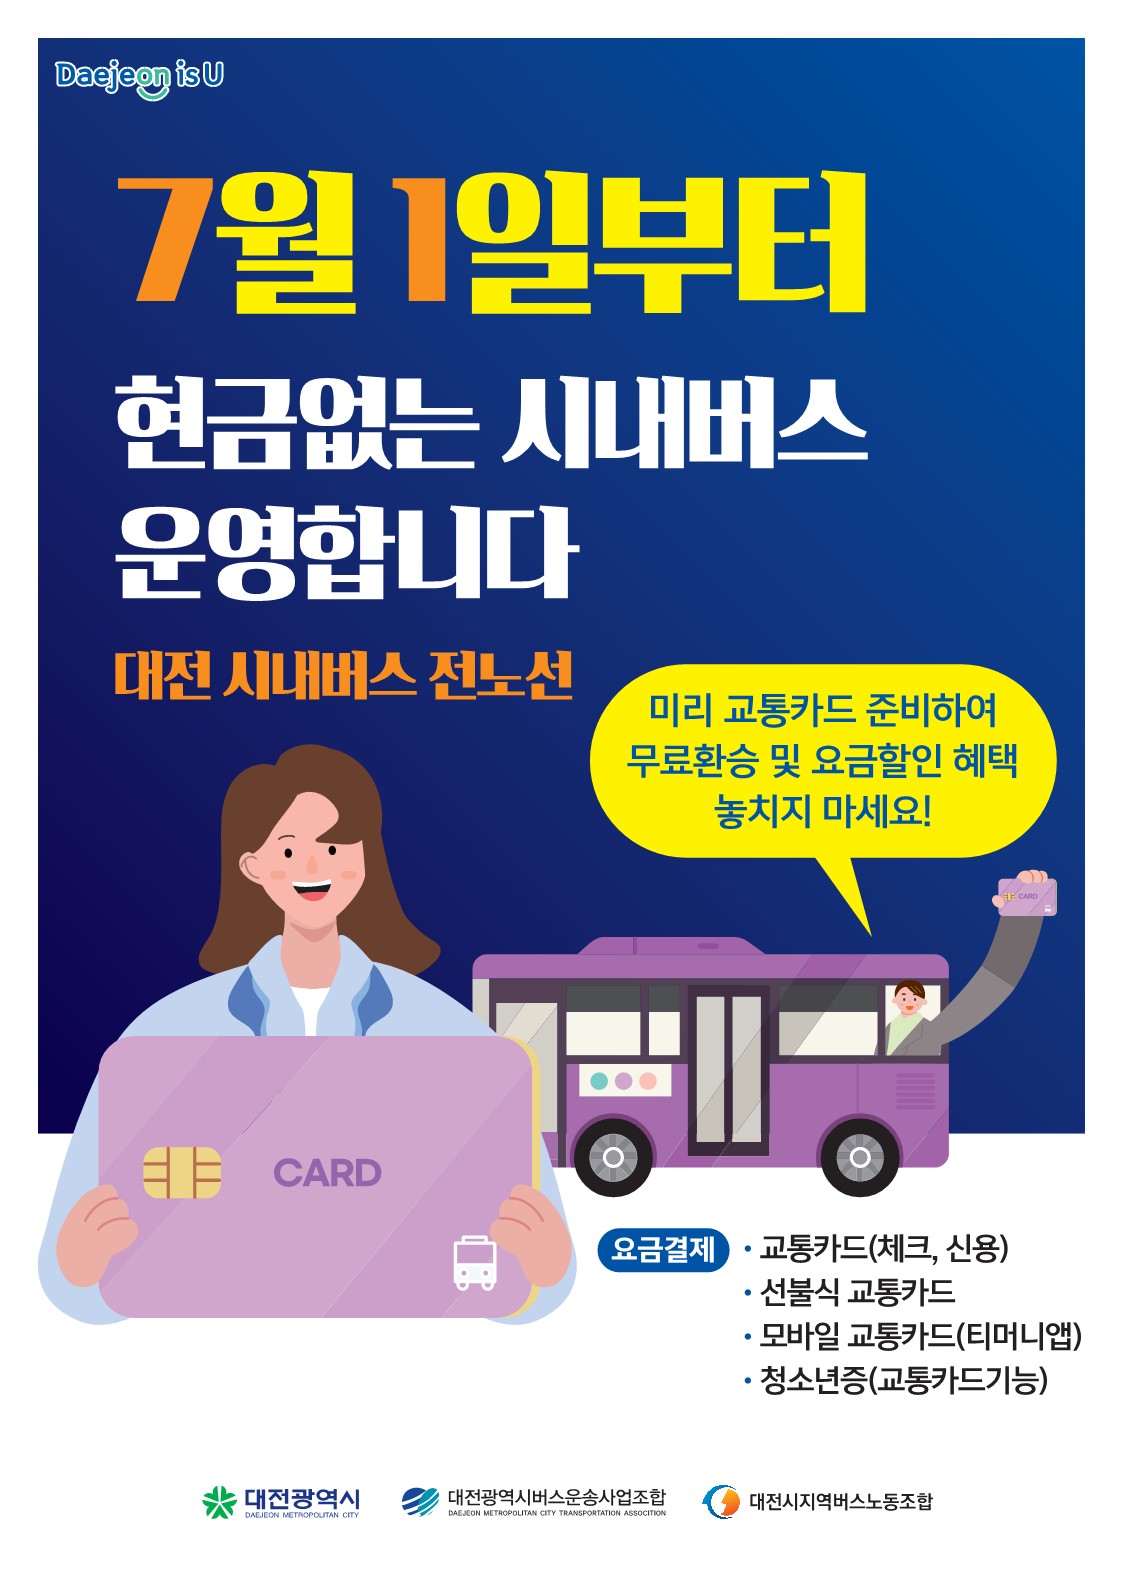 Daejeon is U
7월 1일부터
현금없는 시내버스
운영합니다
대전 시내버스 전노선
미리 교통카드 준비하여
무료환승 및 요금할인 혜택
놓치지 마세요!
CARD
CARD
요금결제
· 교통카드(체크, 신용)
· 선불식 교통카드
· 모바일 교통카드(티머니앱)
· 청소년증(교통카드기능)
대전광역시
DAEJEON METROPOLITAN CITY
대전광역시버스운송사업조합
DAEJEON METROPOLITAN CITY TRANSPORTATION ASSOCITION
대전시지역버스노동조합